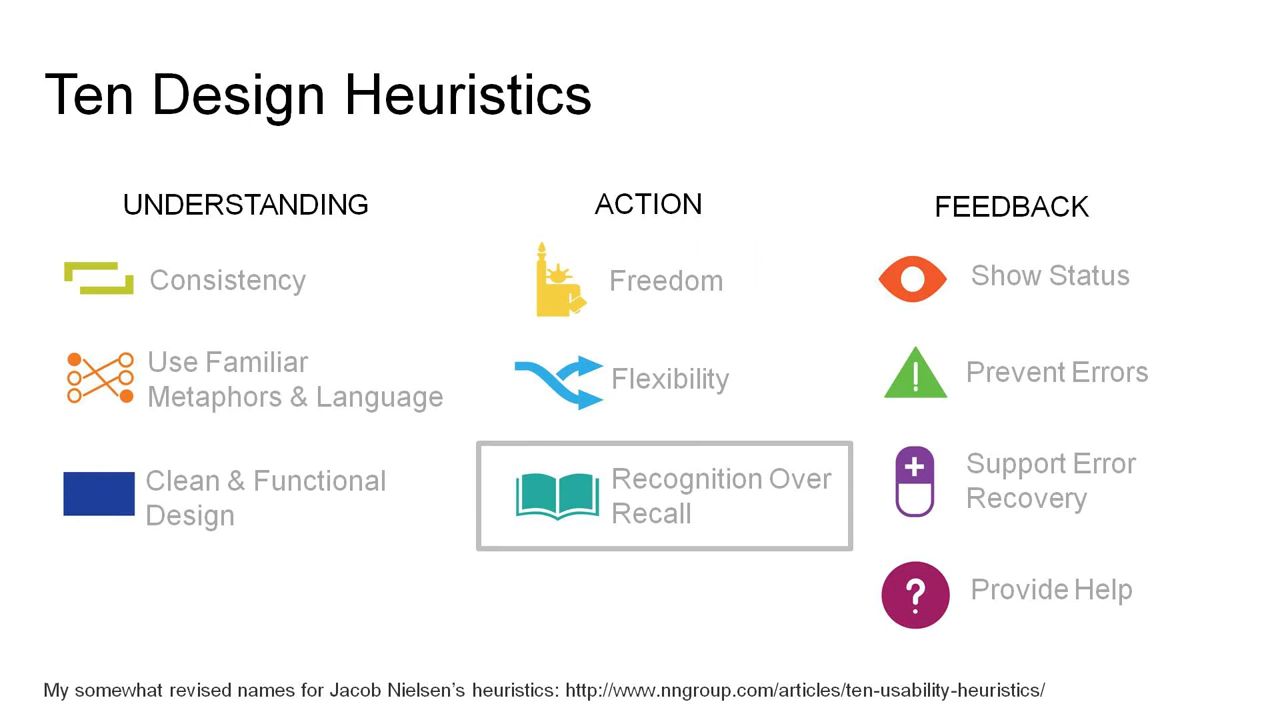 Ten Design Heuristics
UNDERSTANDING
Consistency
Use Familiar
Metaphors & Language
Clean & Functional
Design
ACTION
Freedom
Flexibility
Recognition Over
Recall
FEEDBACK
Show Status
Prevent Errors
Support Error
Recovery
Provide Help
My somewhat revised names for Jacob Nielsen's heuristics: http://www.nngroup.com/articles/ten-usability-heuristics/